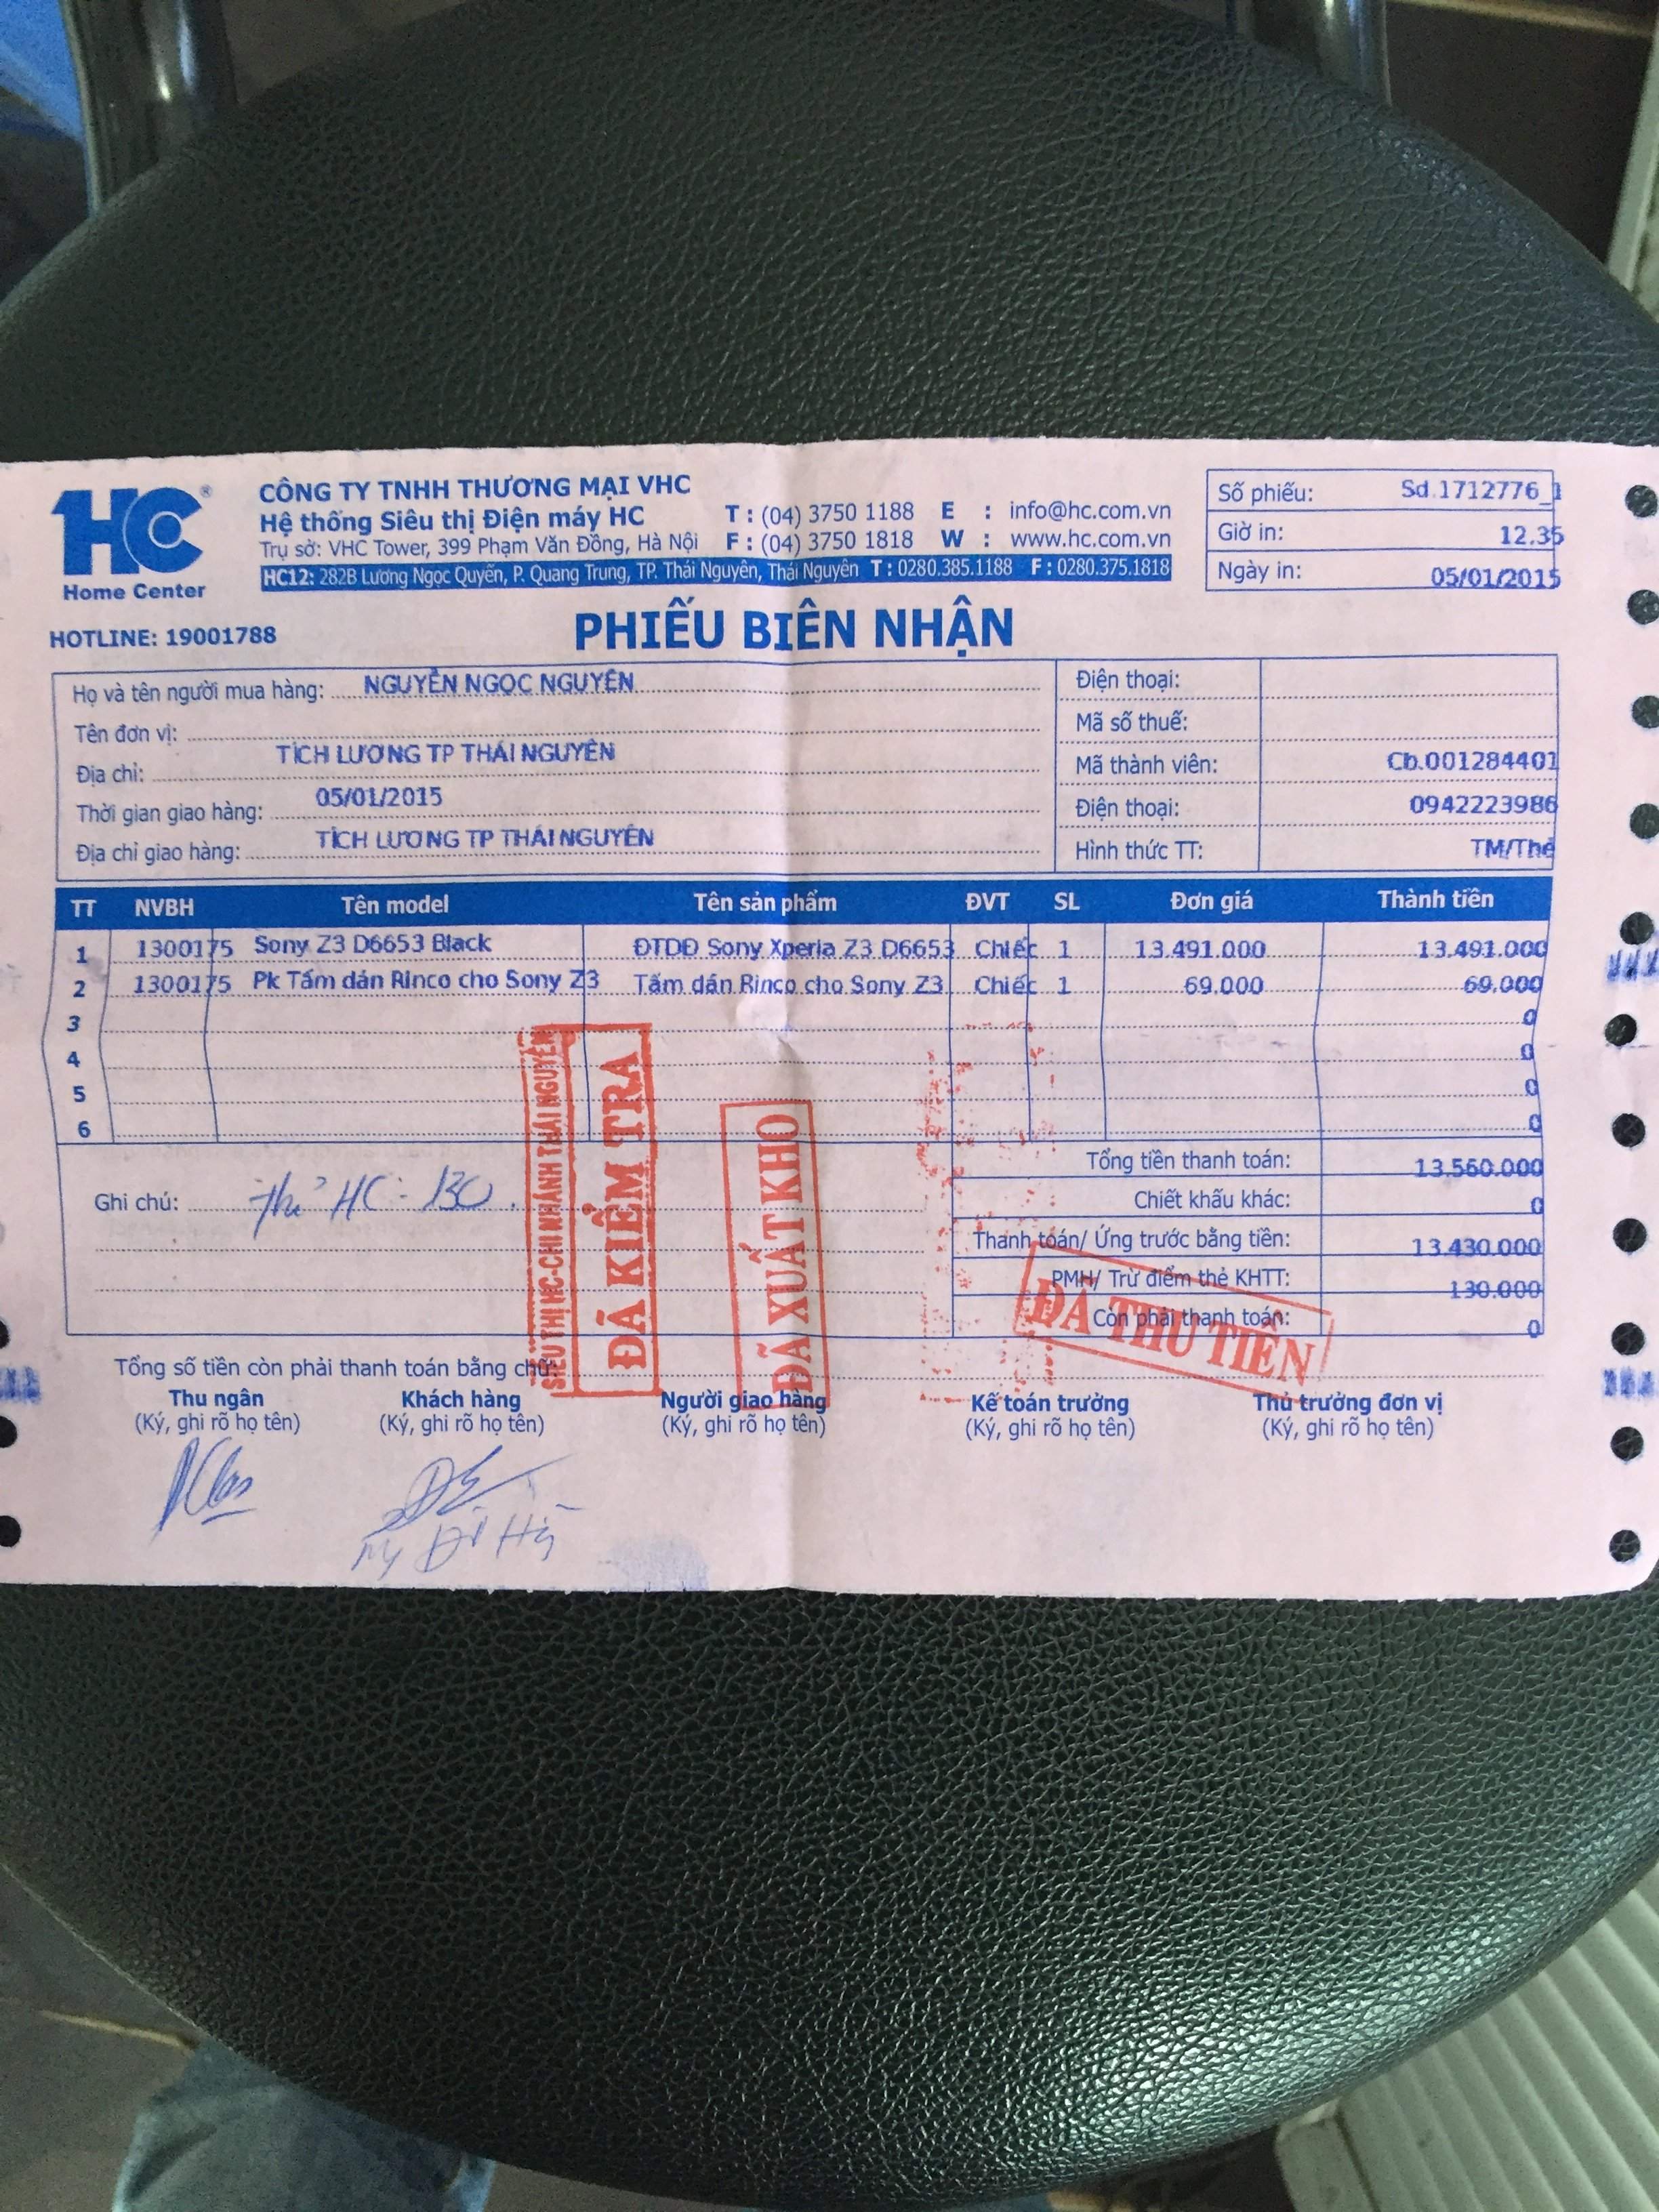 HC®
Home Center
HOTLINE: 19001788
CÔNG TY TNHH THƯƠNG MẠI VHC
Hệ thống Siêu thị Điện máy HC T : (04) 3750 1188 E : info@hc.com.vn
Trụ sở: VHC Tower, 399 Phạm Văn Đồng, Hà Nội F : (04) 3750 1818 W : www.hc.com.vn
HC12: 282B Lương Ngọc Quyến, P. Quang Trung, TP. Thái Nguyên, Thái Nguyên T : 0280.385.1188 F : 0280.375.1818
Số phiếu: Sd.1712776_1
Giờ in: 12.35
Ngày in: 05/01/2015
PHIẾU BIÊN NHẬN
Họ và tên người mua hàng: NGUYỄN NGỌC NGUYÊN
Tên đơn vị:
Địa chỉ: TÍCH LƯƠNG TP THÁI NGUYÊN
Thời gian giao hàng: 05/01/2015
Địa chỉ giao hàng: TÍCH LƯƠNG TP THÁI NGUYÊN
Điện thoại:
Mã số thuế:
Mã thành viên: Cb.001284401
Điện thoại: 0942223986
Hình thức TT: TM/Thẻ
TT NVBH Tên model Tên sản phẩm ĐVT SL Đơn giá Thành tiền
1 1300175 Sony Z3 D6653 Black ĐTDĐ Sony Xperia Z3 D6653 Chiếc 1 13.491.000 13.491.000
2 1300175 Pk Tấm dán Rinco cho Sony Z3 Tấm dán Rinco cho Sony Z3 Chiếc 1 69.000 69.000
3 0
4 0
5 0
6 0
Ghi chú: Thẻ HC - 130
SIÊU THỊ HC-CHI NHÁNH THÁI NGUYÊN
ĐÃ KIỂM TRA
ĐÃ XUẤT KHO
Tổng tiền thanh toán: 13.560.000
Chiết khấu khác: 0
Thanh toán/ Ứng trước bằng tiền: 13.430.000
PMH/ Trừ điểm thẻ KHTT: 130.000
Còn phải thanh toán: 0
ĐÃ THU TIỀN
Tổng số tiền còn phải thanh toán bằng chữ:
Thu ngân Khách hàng Người giao hàng Kế toán trưởng Thủ trưởng đơn vị
(Ký, ghi rõ họ tên) (Ký, ghi rõ họ tên) (Ký, ghi rõ họ tên) (Ký, ghi rõ họ tên) (Ký, ghi rõ họ tên)